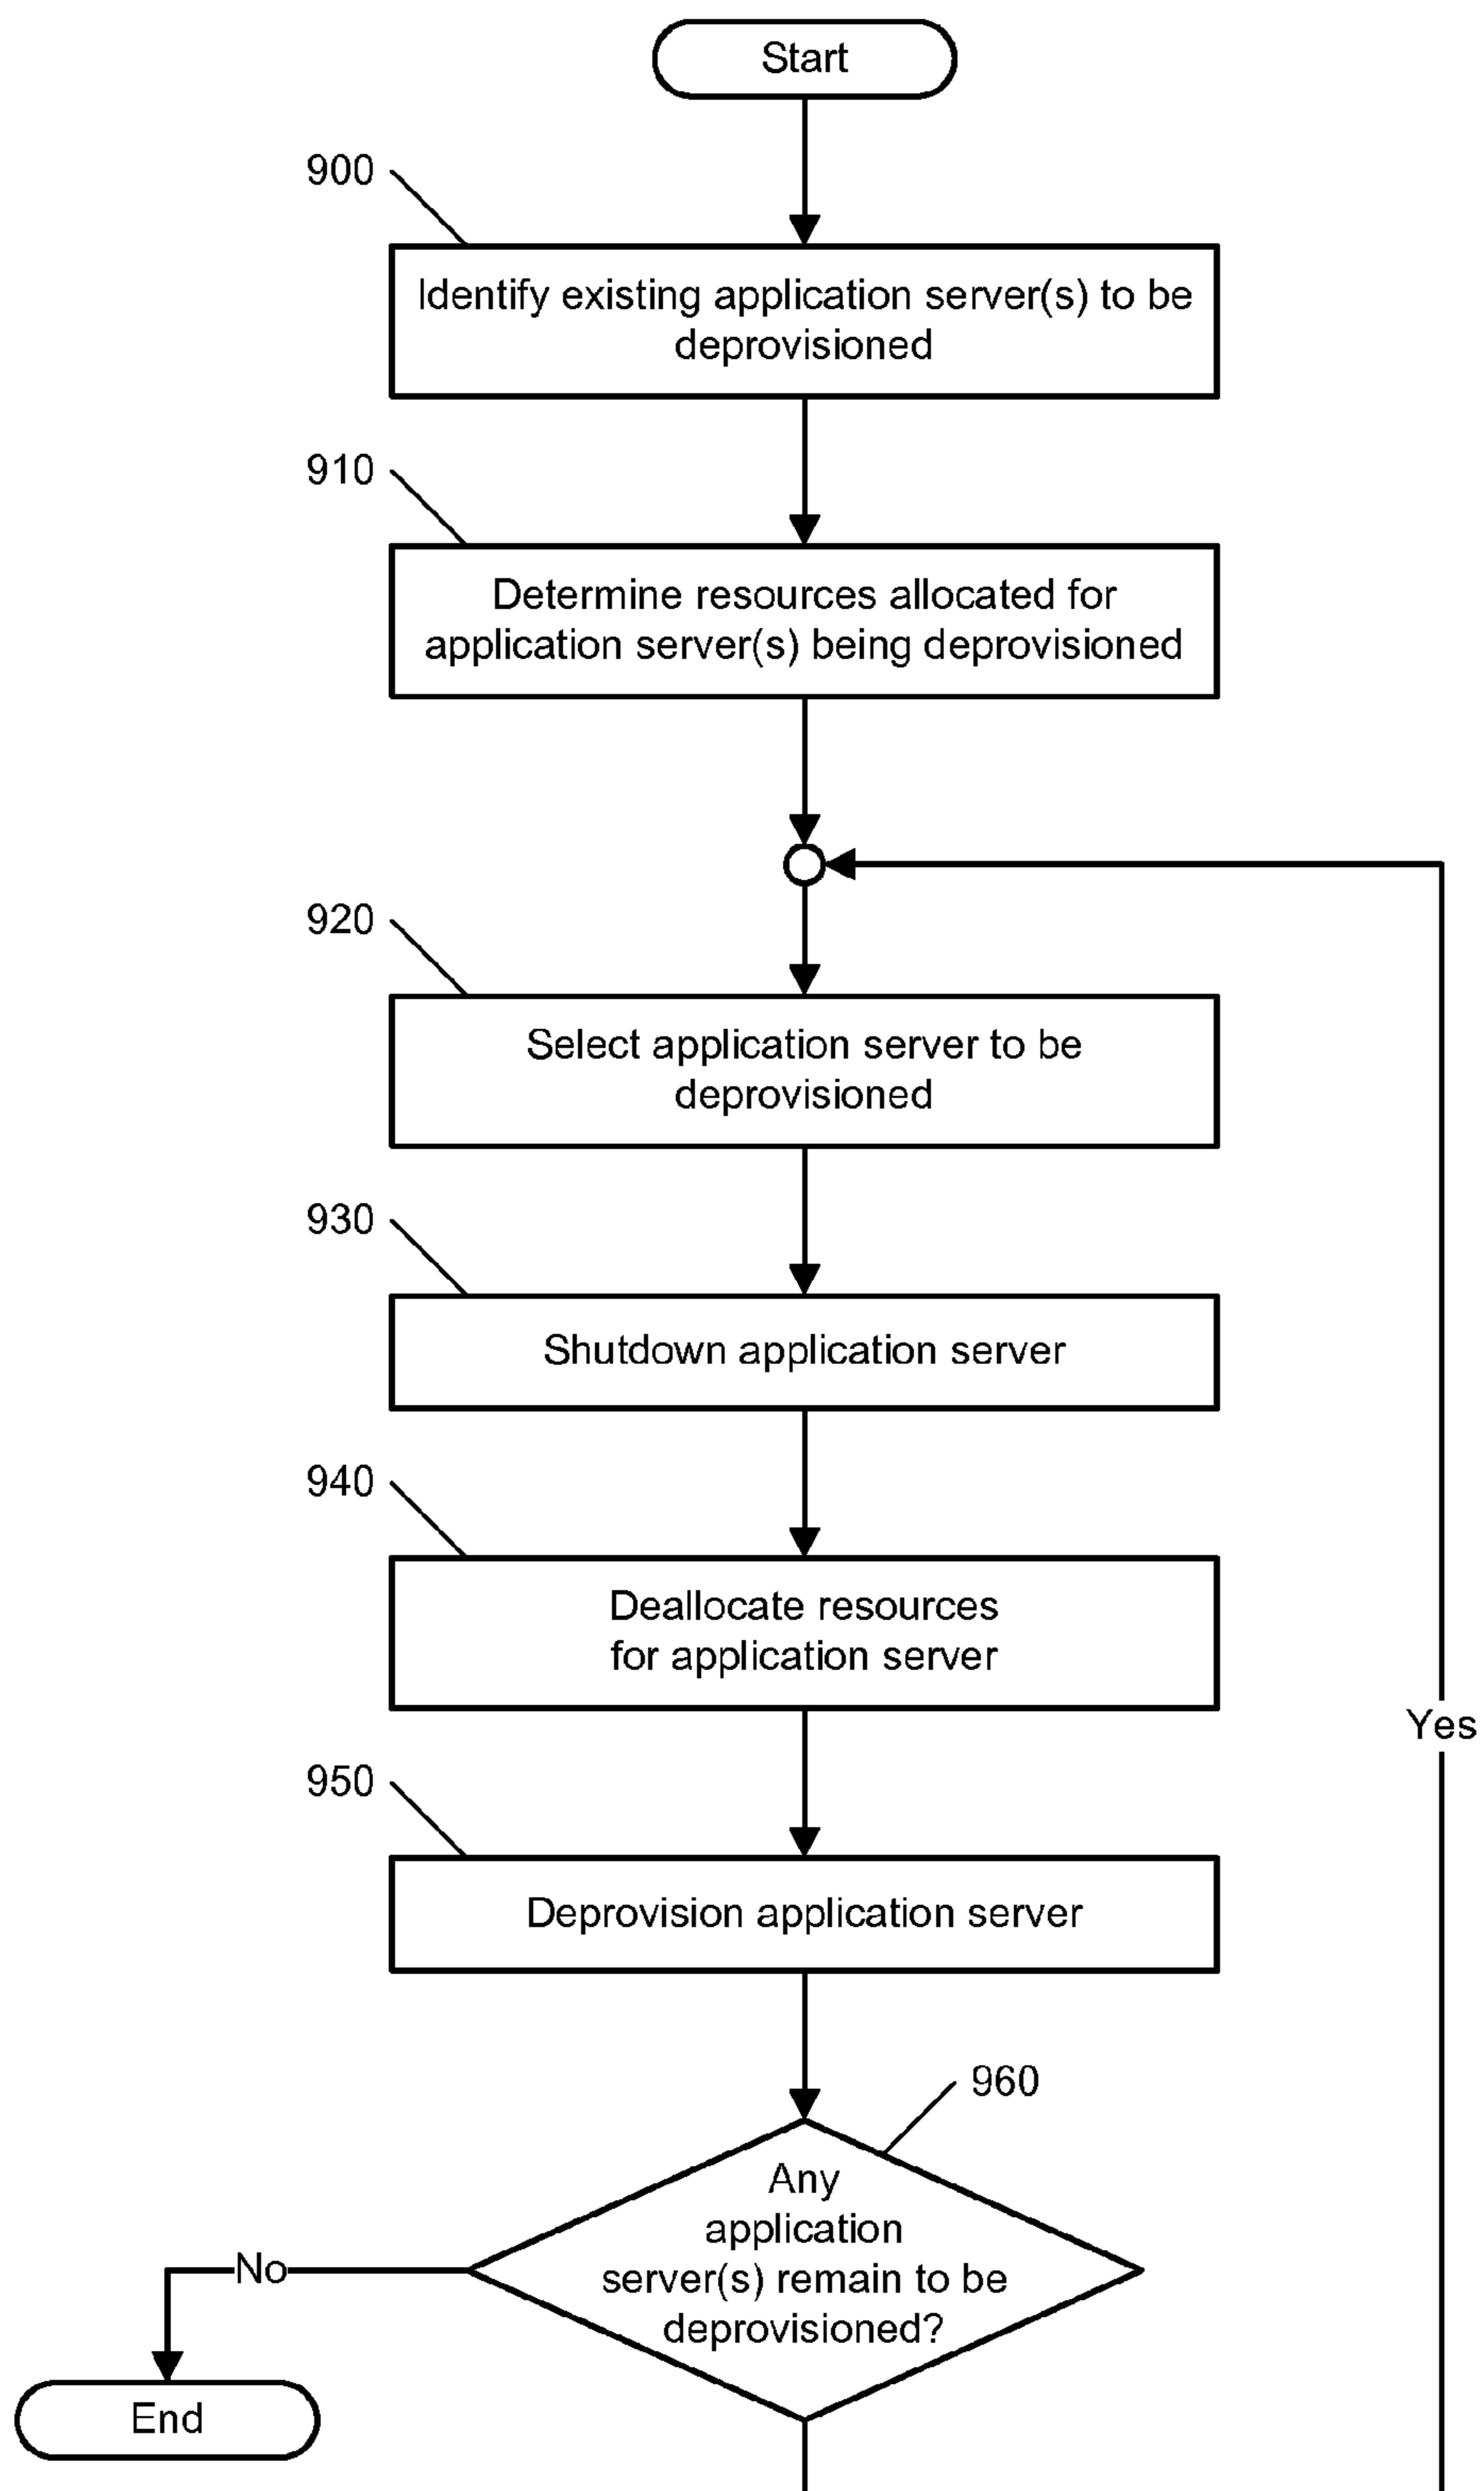 Start
900
Identify existing application server(s) to be
deprovisioned
910
Determine resources allocated for
application server(s) being deprovisioned
920
Select application server to be
deprovisioned
930
Shutdown application server
940
Deallocate resources
for application server
Yes
950
Deprovision application server
960
Any
application
server(s) remain to be
deprovisioned?
No
End